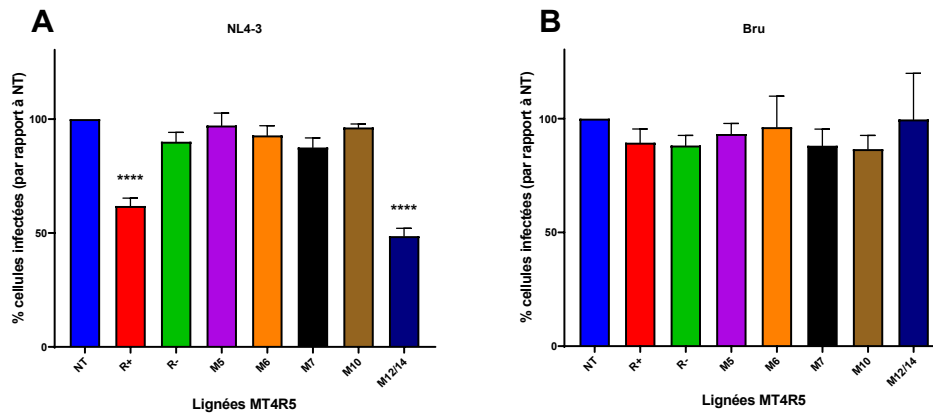 A
NL4-3
% cellules infectées (par rapport à NT)
100
50
0
****
****
NT
R+
R-
M5
M6
M7
M10
M12/14
Lignées MT4R5
B
Bru
% cellules infectées (par rapport à NT)
100
50
0
NT
R+
R-
M5
M6
M7
M10
M12/14
Lignées MT4R5